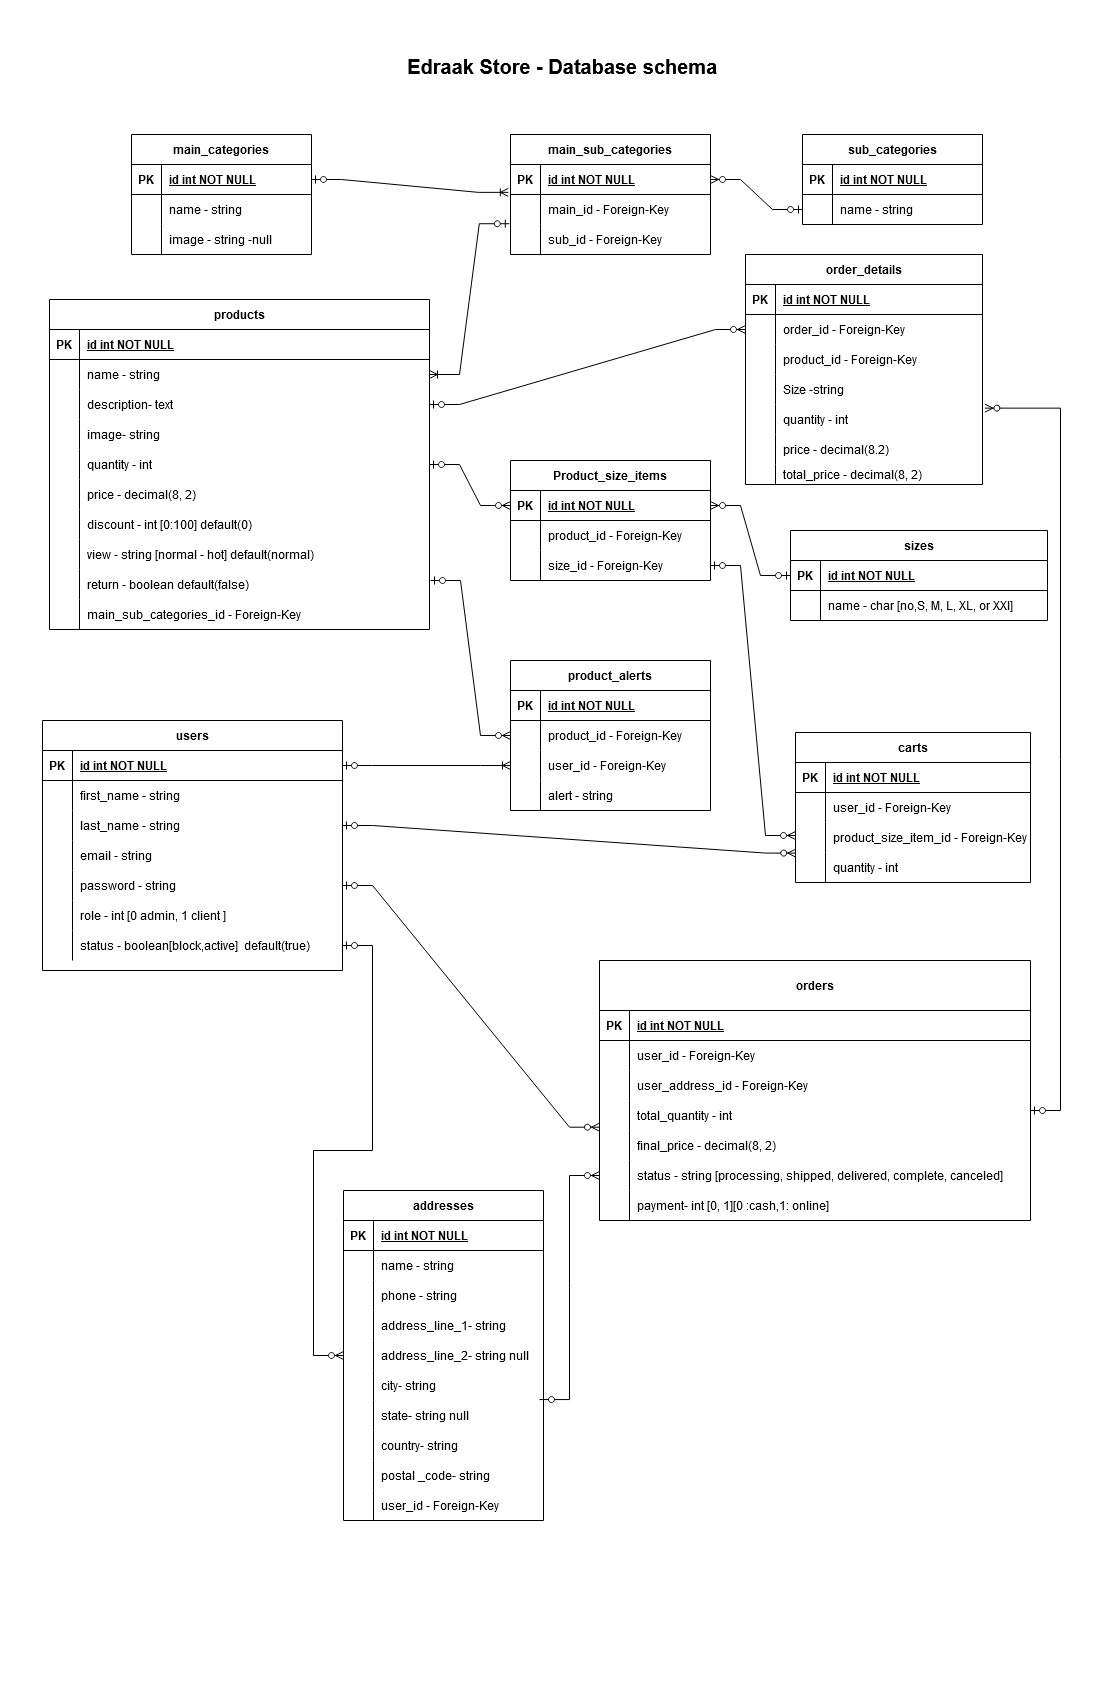 Edraak Store - Database schema
main_categories
PK id int NOT NULL
name - string
image - string -null
main_sub_categories
PK id int NOT NULL
main_id - Foreign-Key
sub_id - Foreign-Key
sub_categories
PK id int NOT NULL
name - string
order_details
PK id int NOT NULL
order_id - Foreign-Key
product_id - Foreign-Key
Size -string
quantity - int
price - decimal(8.2)
total_price - decimal(8, 2)
products
PK id int NOT NULL
name - string
description- text
image- string
quantity - int
price - decimal(8, 2)
discount - int [0:100] default(0)
view - string [normal - hot] default(normal)
return - boolean default(false)
main_sub_categories_id - Foreign-Key
Product_size_items
PK id int NOT NULL
product_id - Foreign-Key
size_id - Foreign-Key
sizes
PK id int NOT NULL
name - char [no,S, M, L, XL, or XXl]
product_alerts
PK id int NOT NULL
product_id - Foreign-Key
user_id - Foreign-Key
alert - string
users
PK id int NOT NULL
first_name - string
last_name - string
email - string
password - string
role - int [0 admin, 1 client ]
status - boolean[block,active] default(true)
carts
PK id int NOT NULL
user_id - Foreign-Key
product_size_item_id - Foreign-Key
quantity - int
orders
PK id int NOT NULL
user_id - Foreign-Key
user_address_id - Foreign-Key
total_quantity - int
final_price - decimal(8, 2)
status - string [processing, shipped, delivered, complete, canceled]
payment- int [0, 1][0 :cash,1: online]
addresses
PK id int NOT NULL
name - string
phone - string
address_line_1- string
address_line_2- string null
city- string
state- string null
country- string
postal _code- string
user_id - Foreign-Key